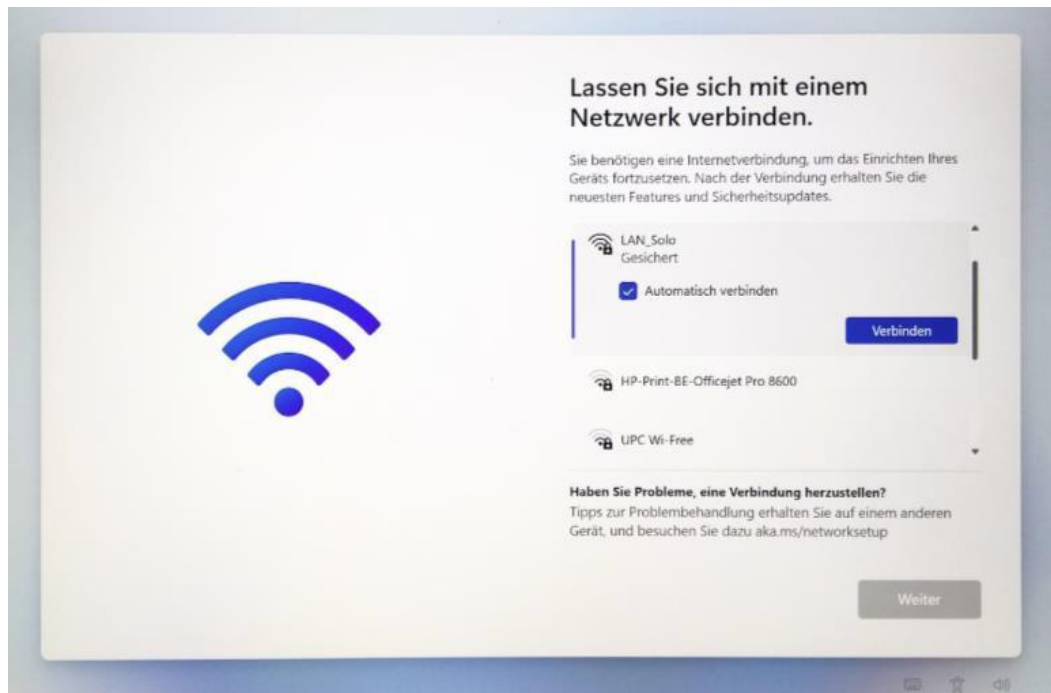 Lassen Sie sich mit einem
Netzwerk verbinden.
Sie benötigen eine Internetverbindung, um das Einrichten Ihres
Geräts fortzusetzen. Nach der Verbindung erhalten Sie die
neuesten Features und Sicherheitsupdates.
LAN_Solo
Gesichert
Automatisch verbinden
Verbinden
HP-Print-BE-Officejet Pro 8600
UPC Wi-Free
Haben Sie Probleme, eine Verbindung herzustellen?
Tipps zur Problembehandlung erhalten Sie auf einem anderen
Gerät, und besuchen Sie dazu aka.ms/networksetup
Weiter